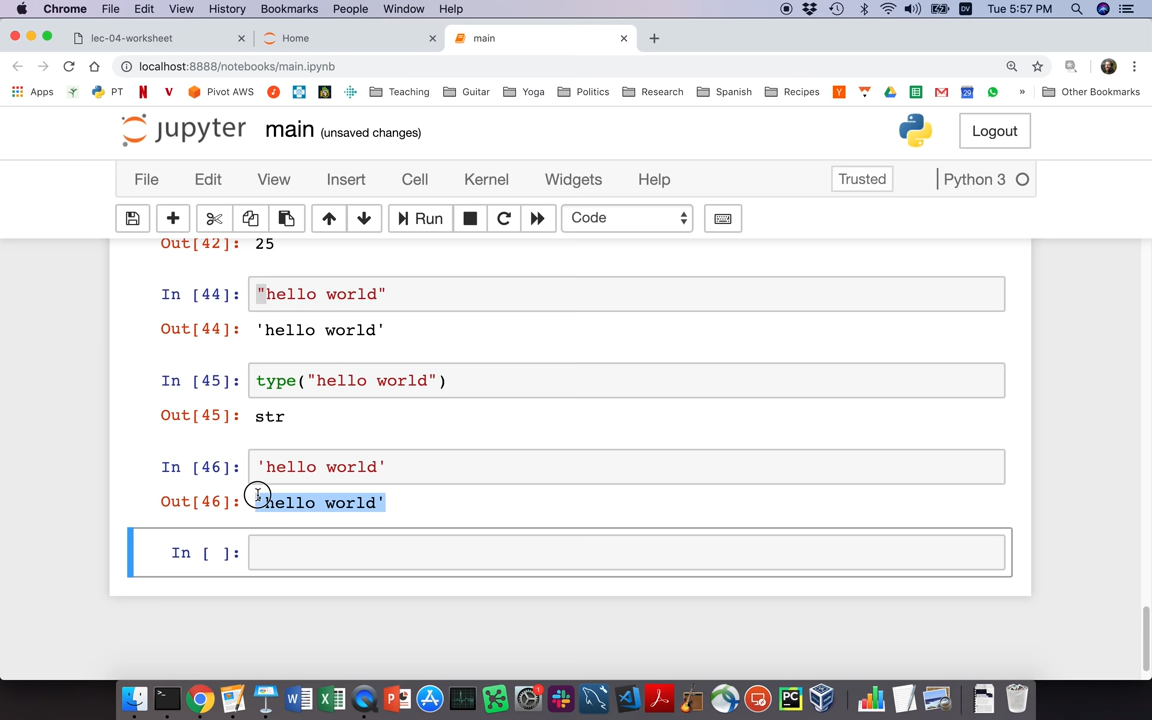 Chrome File Edit View History Bookmarks People Window Help Tue 5:57 PM
lec-04-worksheet Home main
localhost:8888/notebooks/main.ipynb
Apps PT Pivot AWS Teaching Guitar Yoga Politics Research Spanish Recipes » Other Bookmarks
jupyter main (unsaved changes) Logout
File Edit View Insert Cell Kernel Widgets Help Trusted Python 3
Run Code
Out[42]: 25
In [44]: "hello world"
Out[44]: 'hello world'
In [45]: type("hello world")
Out[45]: str
In [46]: 'hello world'
Out[46]: 'hello world'
In [ ]: